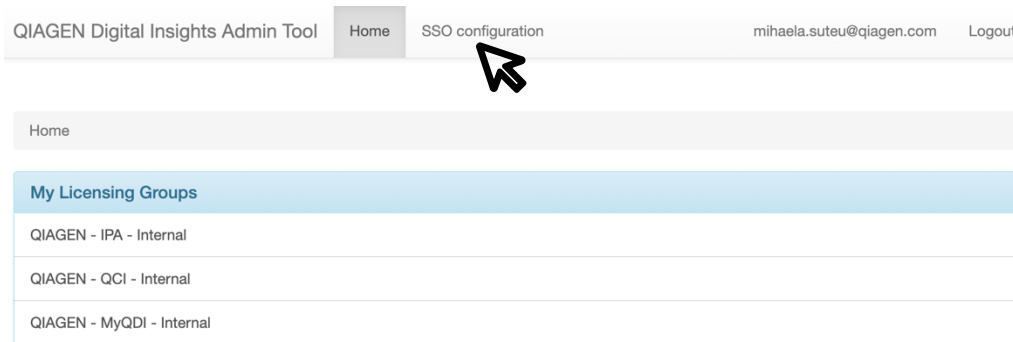 QIAGEN Digital Insights Admin Tool Home SSO configuration mihaela.suteu@qiagen.com Logout
Home
My Licensing Groups
QIAGEN - IPA - Internal
QIAGEN - QCI - Internal
QIAGEN - MyQDI - Internal